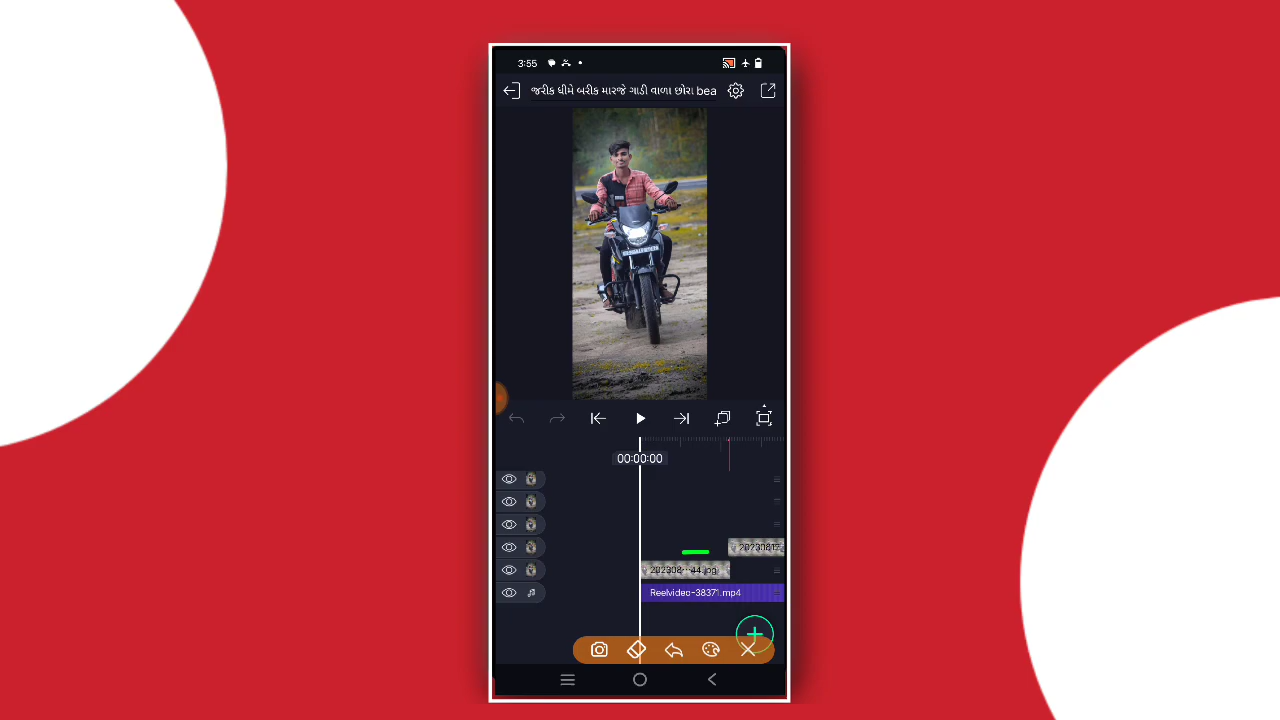 3:55
જરીક ધીમે બરીક મારજે ગાડી વાળા છોરા bea
00:00:00
2023081
202308···44.jpg
Reelvideo-38371.mp4